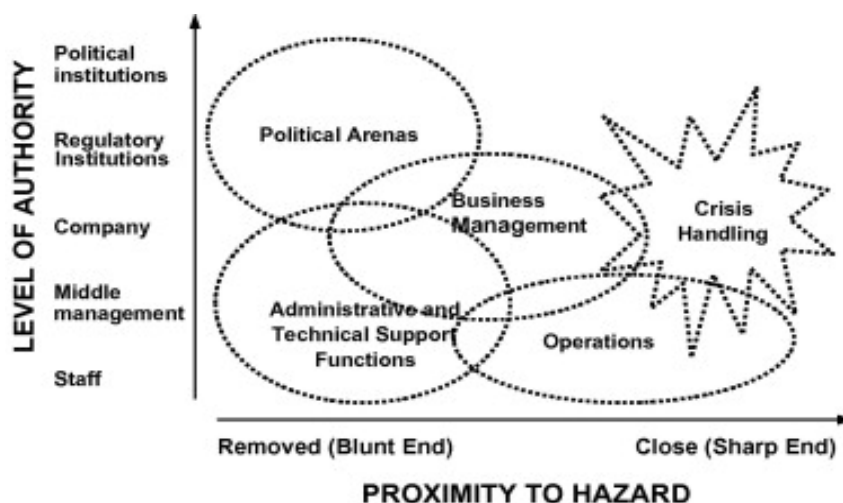 LEVEL OF AUTHORITY
Political
institutions
Regulatory
Institutions
Company
Middle
management
Staff
Political Arenas
Business
Management
Crisis
Handling
Administrative and
Technical Support
Functions
Operations
Removed (Blunt End)
Close (Sharp End)
PROXIMITY TO HAZARD